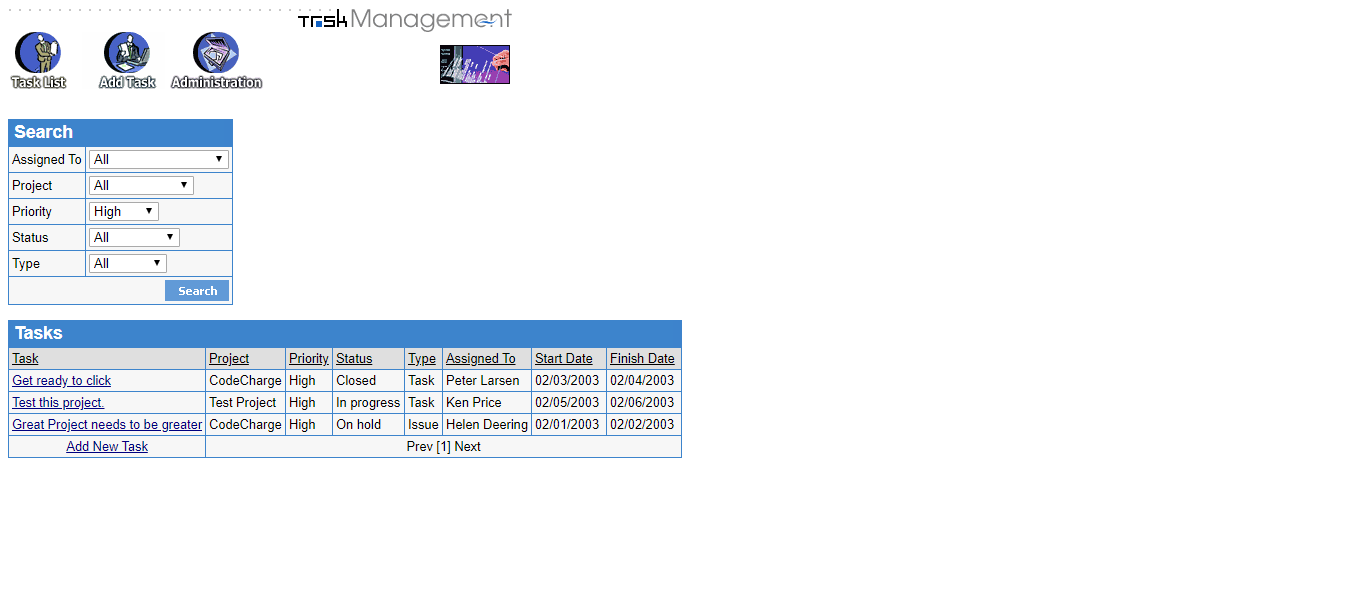 Task Management
Task List Add Task Administration
Search
Assigned To All
Project All
Priority High
Status All
Type All
Search
Tasks
Task Project Priority Status Type Assigned To Start Date Finish Date
Get ready to click CodeCharge High Closed Task Peter Larsen 02/03/2003 02/04/2003
Test this project. Test Project High In progress Task Ken Price 02/05/2003 02/06/2003
Great Project needs to be greater CodeCharge High On hold Issue Helen Deering 02/01/2003 02/02/2003
Add New Task Prev [1] Next